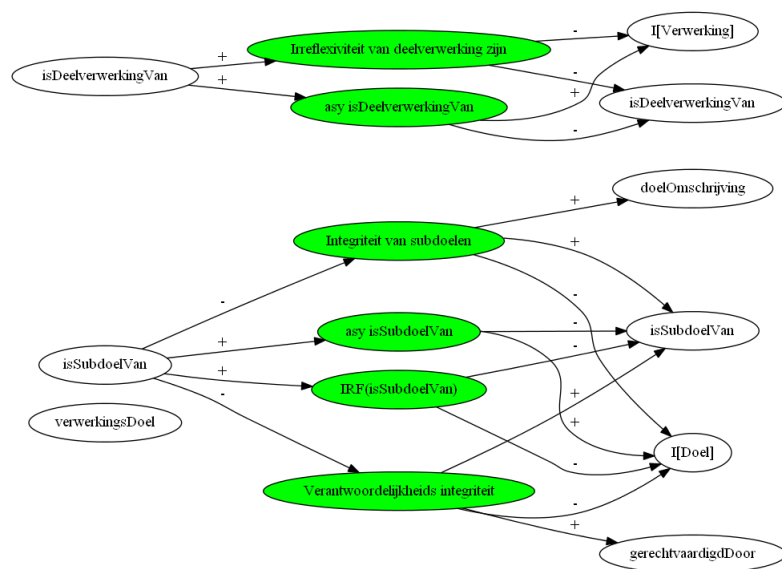 Irreflexiviteit van deelverwerking zijn
I[Verwerking]
isDeelverwerkingVan
asy isDeelverwerkingVan
isDeelverwerkingVan
+
+
-
-
+
-
doelOmschrijving
Integriteit van subdoelen
+
+
-
asy isSubdoelVan
isSubdoelVan
-
-
-
isSubdoelVan
+
+
-
-
IRF(isSubdoelVan)
verwerkingsDoel
+
+
I[Doel]
-
-
Verantwoordelijkheids integriteit
+
gerechtvaardigdDoor